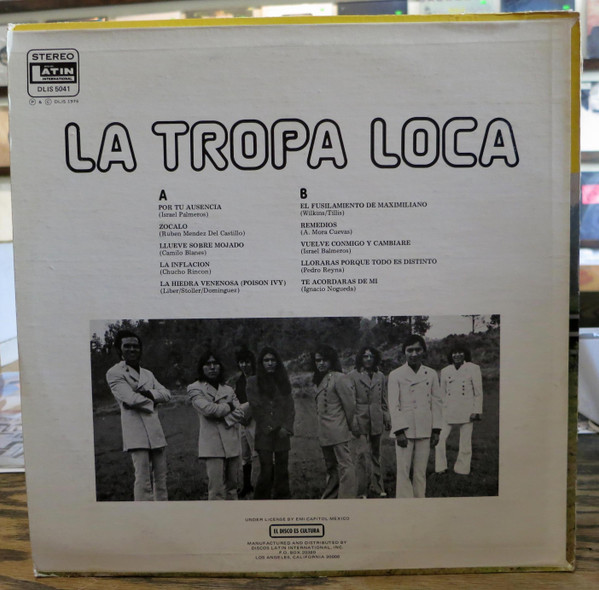 STEREO
LATIN
INTERNATIONAL
DLIS 5041
LA TROPA LOCA
A
POR TU AUSENCIA
(Israel Palmeros)
ZOCALO
(Ruben Mendez Del Castillo)
LLUEVE SOBRE MOJADO
(Camilo Blanes)
LA INFLACION
(Chucho Rincon)
LA HIEDRA VENENOSA (POISON IVY)
(Liber/Stoller/Domingues)
B
EL FUSILAMIENTO DE MAXIMILIANO
(Wilkins/Tillis)
REMEDIOS
(A. Mora Cuevas)
VUELVE CONMIGO Y CAMBIARE
(Israel Balmeros)
LLORARAS PORQUE TODO ES DISTINTO
(Pedro Reyna)
TE ACORDARAS DE MI
(Ignacio Nogueda)
UNDER LICENSE BY EMI CAPITOL MEXICO
EL DISCO ES CULTURA
MANUFACTURED AND DISTRIBUTED BY
DISCOS LATIN INTERNATIONAL, INC.
P.O. BOX
LOS ANGELES, CALIFORNIA